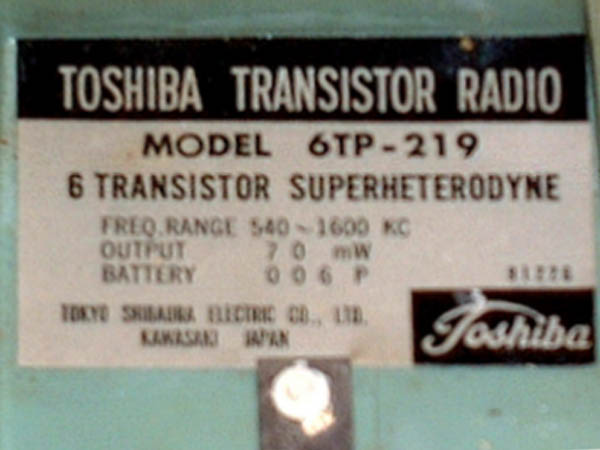 TOSHIBA TRANSISTOR RADIO
MODEL 6TP-219
6 TRANSISTOR SUPERHETERODYNE
FREQ.RANGE 540~1600 KC
OUTPUT 70 mW
BATTERY 006 P
TOKYO SHIBAURA ELECTRIC CO., LTD.
KAWASAKI JAPAN
Toshiba